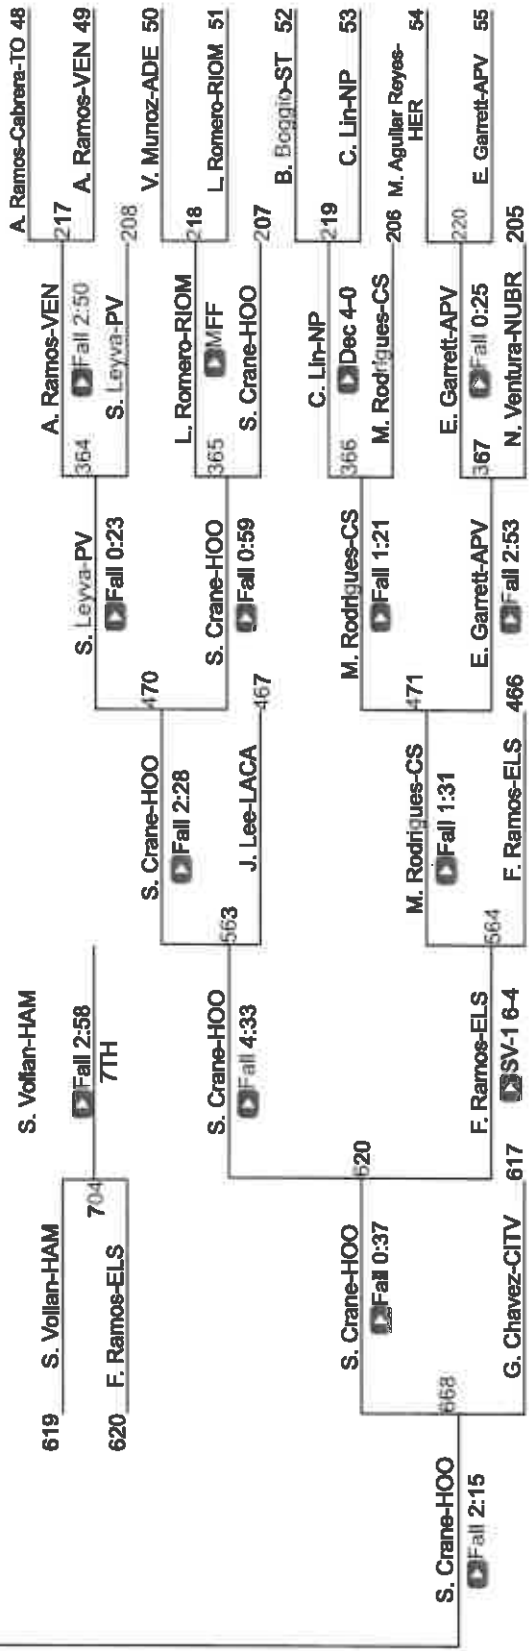 A. Ramos-Cabrera-TO 48
A. Ramos-VEN 49
V. Munoz-ADE 50
L. Romero-RIOM 51
B. Boggio-ST 52
C. Lin-NP 53
M. Aguilar Reyes-
HER
54
E. Garrett-APV 55
217
A. Ramos-VEN
Fall 2:50
S. Leyva-PV
208
218
L. Romero-RIOM
MFF
S. Crane-HOO
207
219
C. Lin-NP
Dec 4-0
M. Rodrigues-CS
206
220
E. Garrett-APV
Fall 0:25
N. Ventura-NUBR
205
364
S. Leyva-PV
Fall 0:23
365
S. Crane-HOO
Fall 0:59
366
M. Rodrigues-CS
Fall 1:21
367
E. Garrett-APV
Fall 2:53
470
S. Crane-HOO
Fall 2:28
J. Lee-LACA
467
471
M. Rodrigues-CS
Fall 1:31
F. Ramos-ELS
466
563
S. Crane-HOO
Fall 4:33
564
F. Ramos-ELS
SV-1 6-4
620
S. Crane-HOO
Fall 0:37
G. Chavez-CITV
617
668
S. Crane-HOO
Fall 2:15
619
S. Vollan-HAM
620
F. Ramos-ELS
704
S. Vollan-HAM
Fall 2:58
7TH